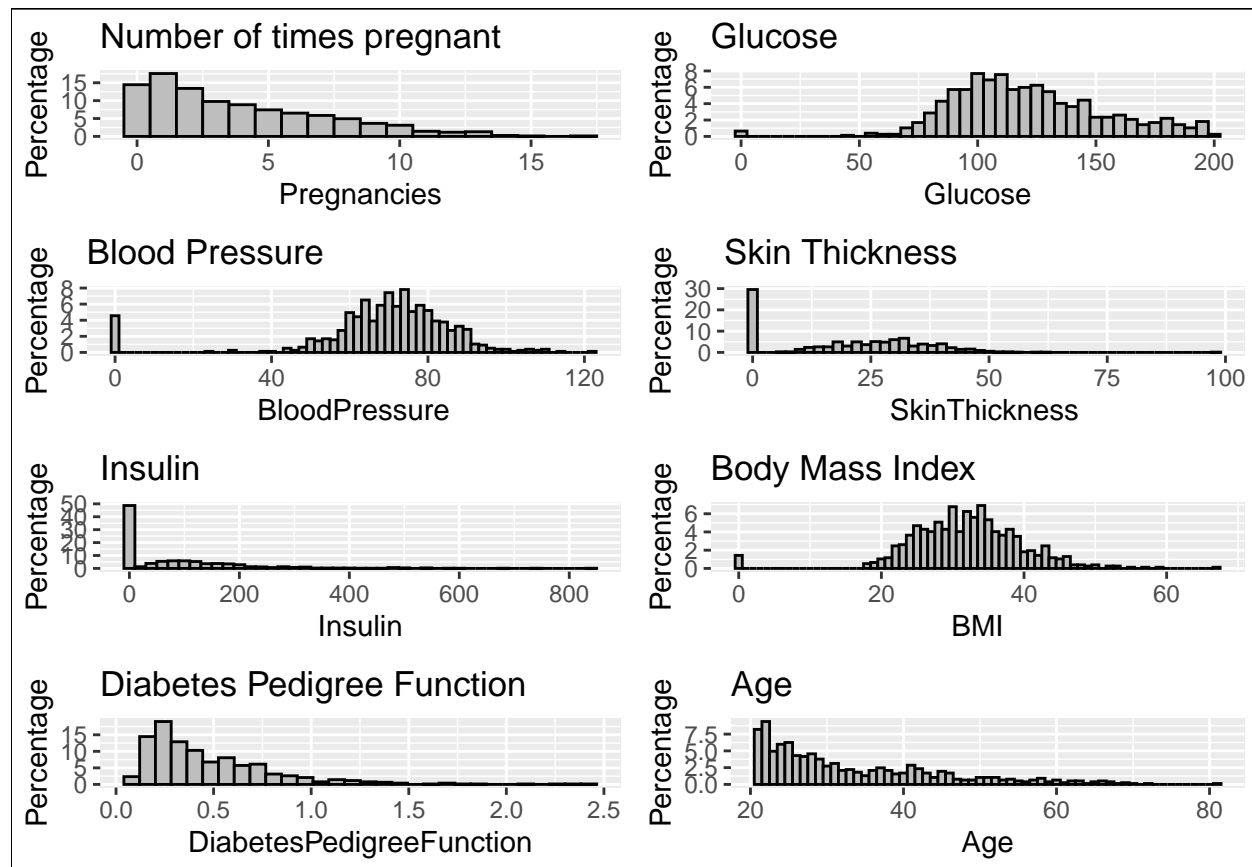 Number of times pregnant
Percentage
15
10
5
0
0 5 10 15
Pregnancies
Glucose
Percentage
8
6
4
2
0
0 50 100 150 200
Glucose
Blood Pressure
Percentage
8
6
4
2
0
0 40 80 120
BloodPressure
Skin Thickness
Percentage
30
20
10
0
0 25 50 75 100
SkinThickness
Insulin
Percentage
50
40
30
20
10
0
0 200 400 600 800
Insulin
Body Mass Index
Percentage
6
4
2
0
0 20 40 60
BMI
Diabetes Pedigree Function
Percentage
15
10
5
0
0.0 0.5 1.0 1.5 2.0 2.5
DiabetesPedigreeFunction
Age
Percentage
7.5
5.0
2.5
0.0
20 40 60 80
Age